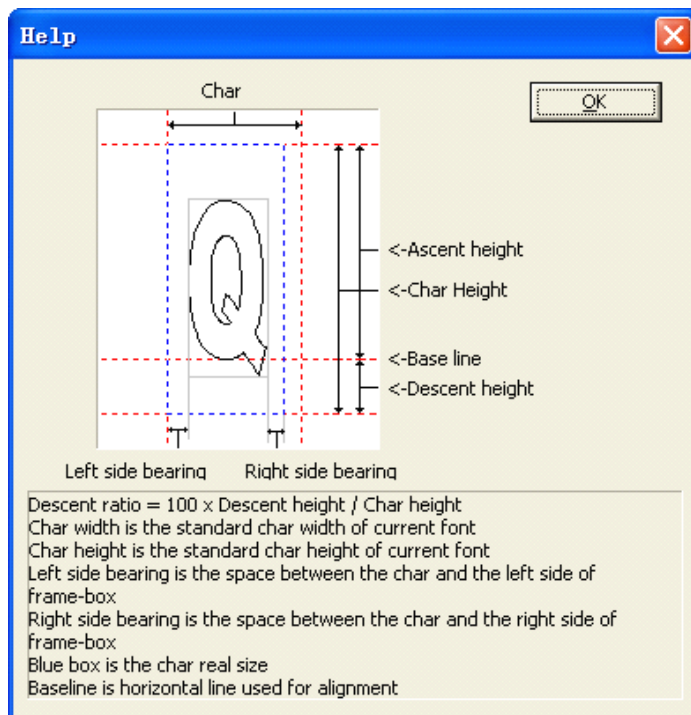 Help
Char
OK
<-Ascent height
<-Char Height
<-Base line
<-Descent height
Left side bearing Right side bearing
Descent ratio = 100 x Descent height / Char height
Char width is the standard char width of current font
Char height is the standard char height of current font
Left side bearing is the space between the char and the left side of
frame-box
Right side bearing is the space between the char and the right side of
frame-box
Blue box is the char real size
Baseline is horizontal line used for alignment